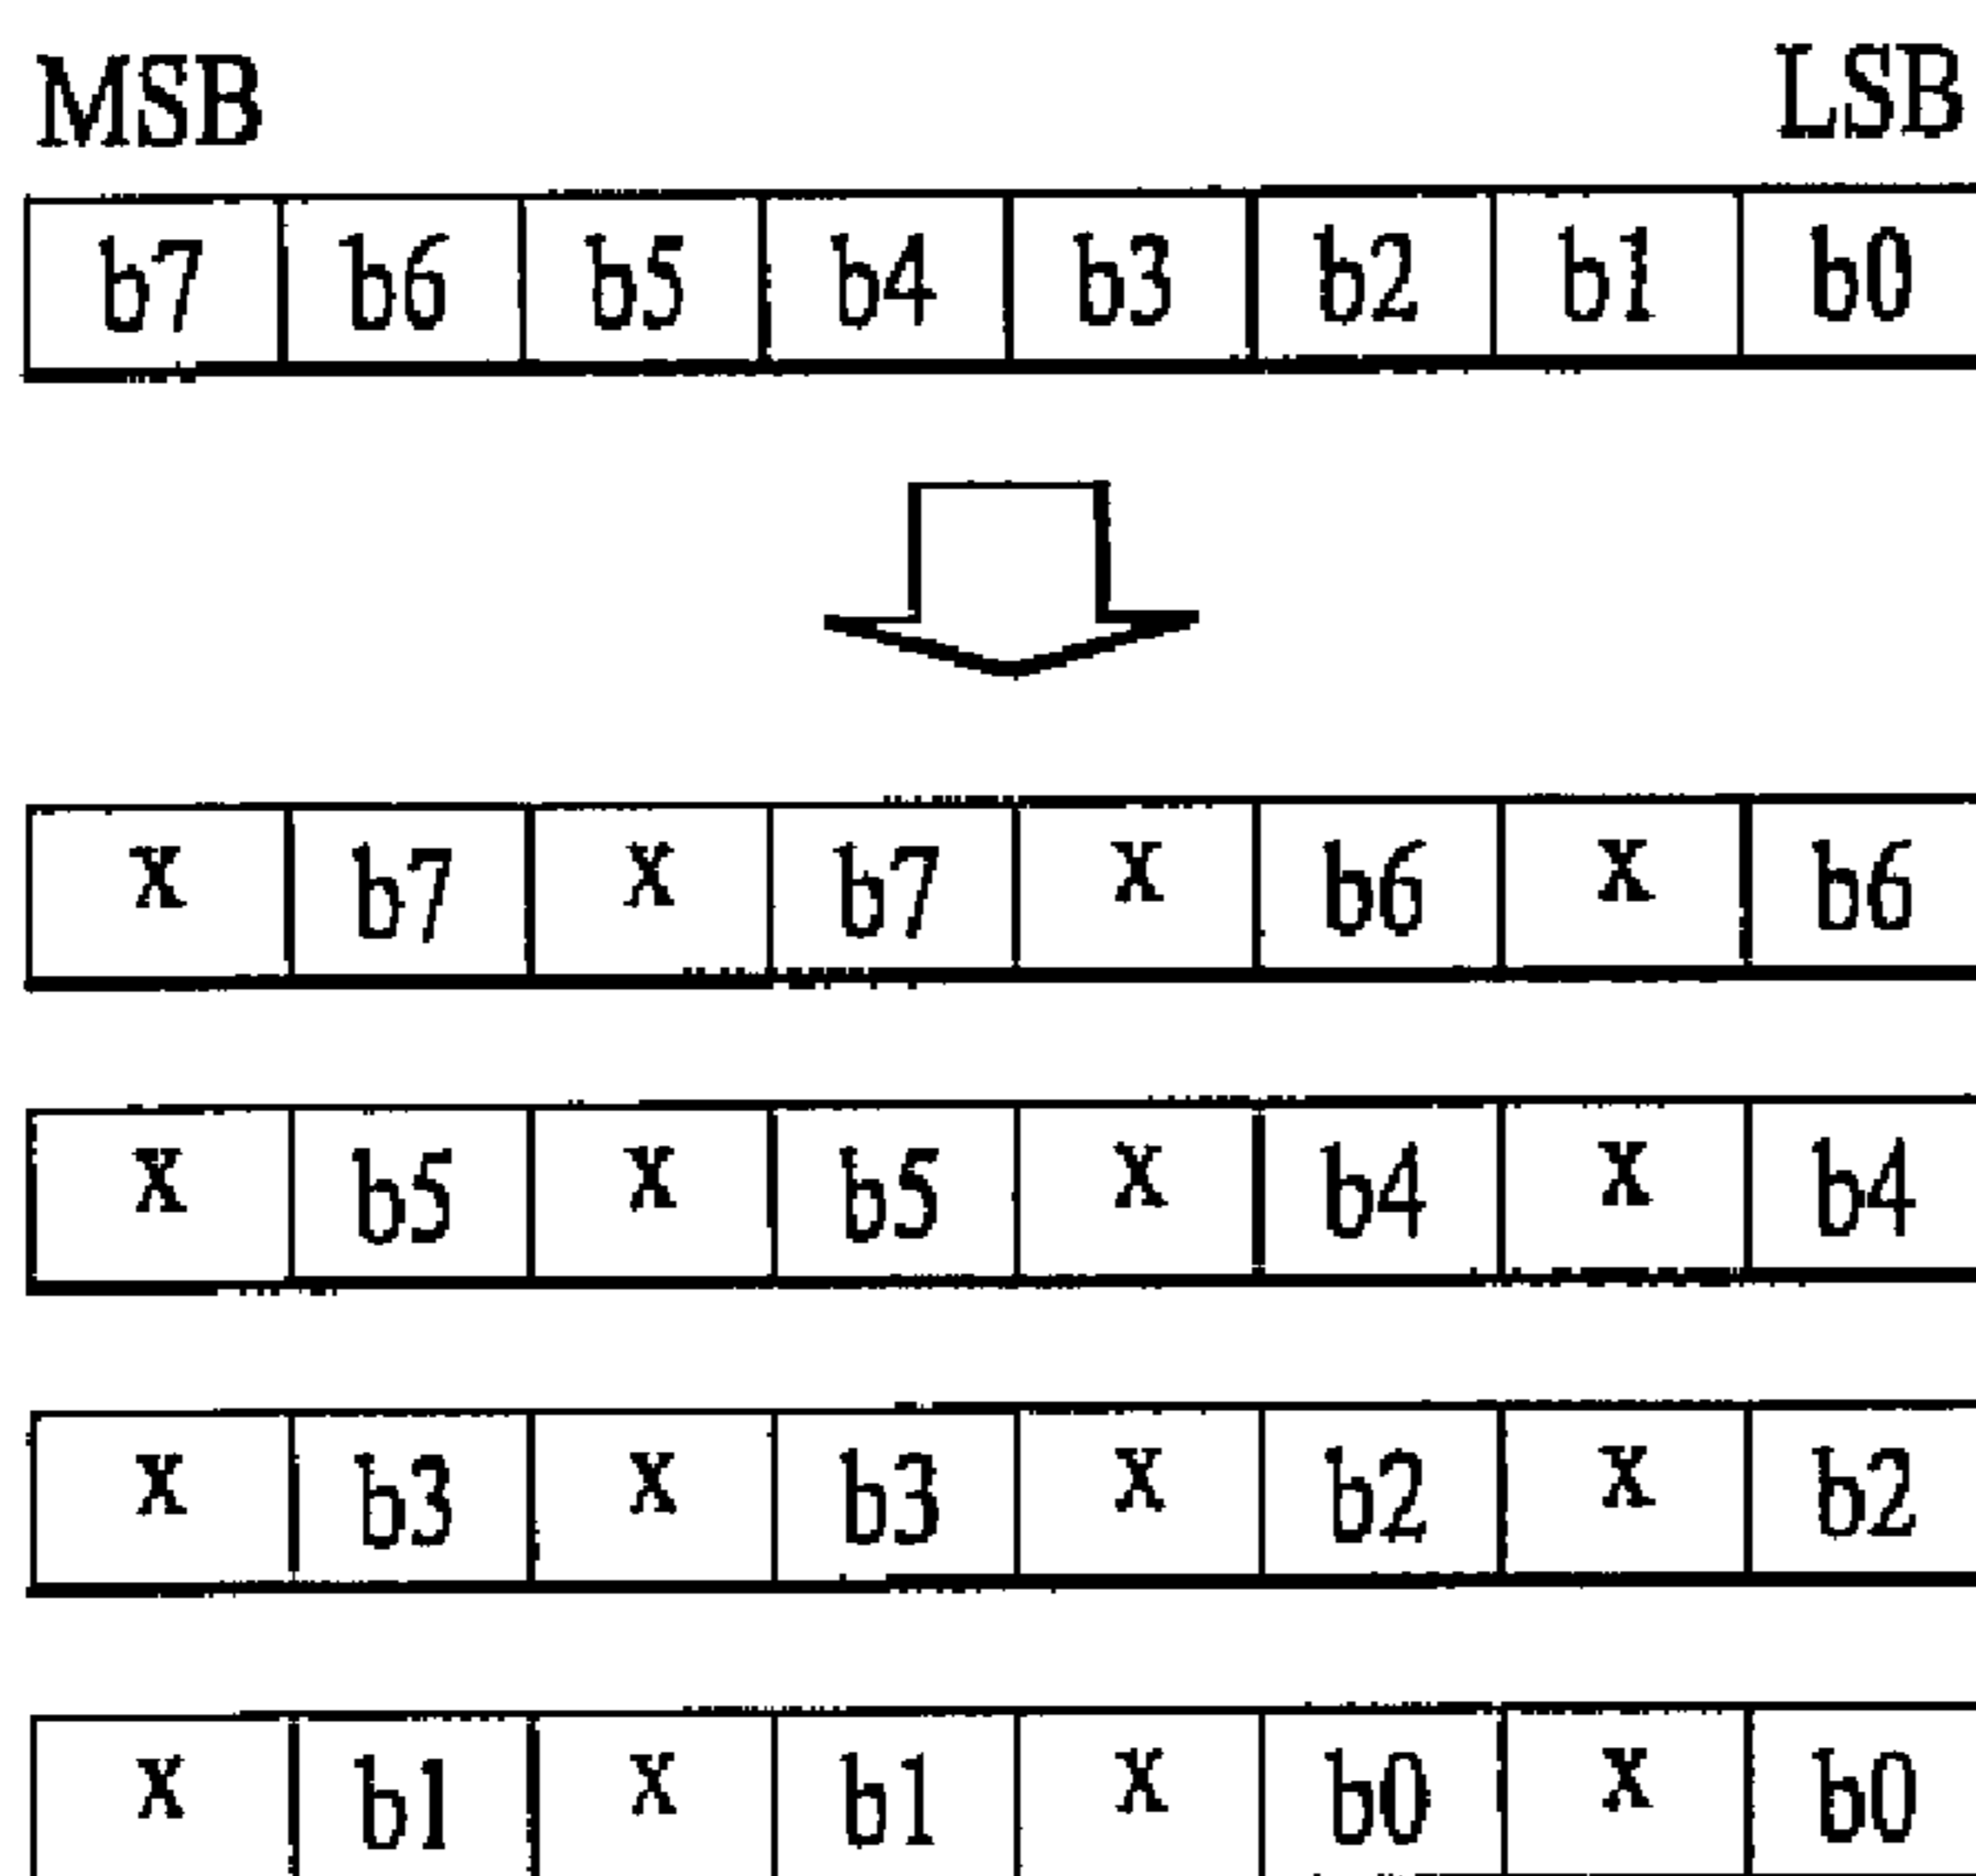 MSB LSB
b7 b6 b5 b4 b3 b2 b1 b0
x b7 x b7 x b6 x b6
x b5 x b5 x b4 x b4
x b3 x b3 x b2 x b2
x b1 x b1 x b0 x b0